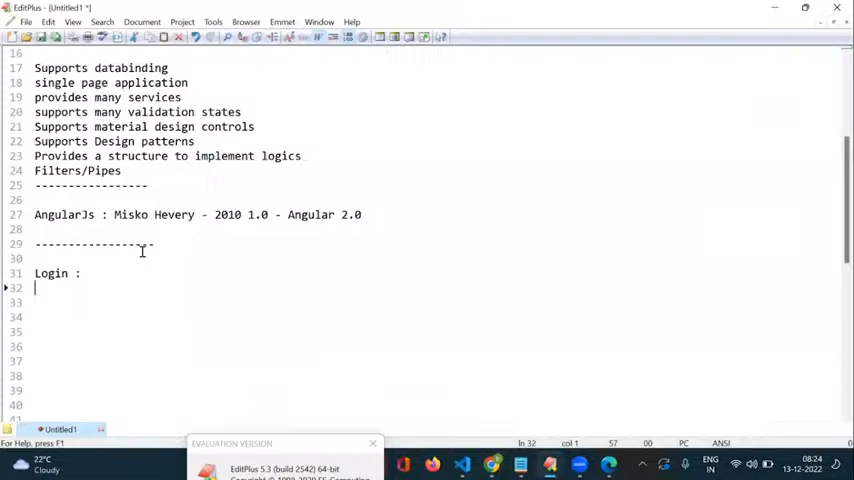 EditPlus - [Untitled1 *]
File Edit View Search Document Project Tools Browser Emmet Window Help
16
17 Supports databinding
18 single page application
19 provides many services
20 supports many validation states
21 Supports material design controls
22 Supports Design patterns
23 Provides a structure to implement logics
24 Filters/Pipes
25 -----------------
26
27 AngularJs : Misko Hevery - 2010 1.0 - Angular 2.0
28
29 ------------------
30
31 Login :
32
33
34
35
36
37
38
39
40
41
Untitled1
For Help, press F1 ln 32 col 1 57 00 PC ANSI
EVALUATION VERSION
EditPlus 5.3 (build 2542) 64-bit
22°C
Cloudy
ENG
IN
08:24
13-12-2022